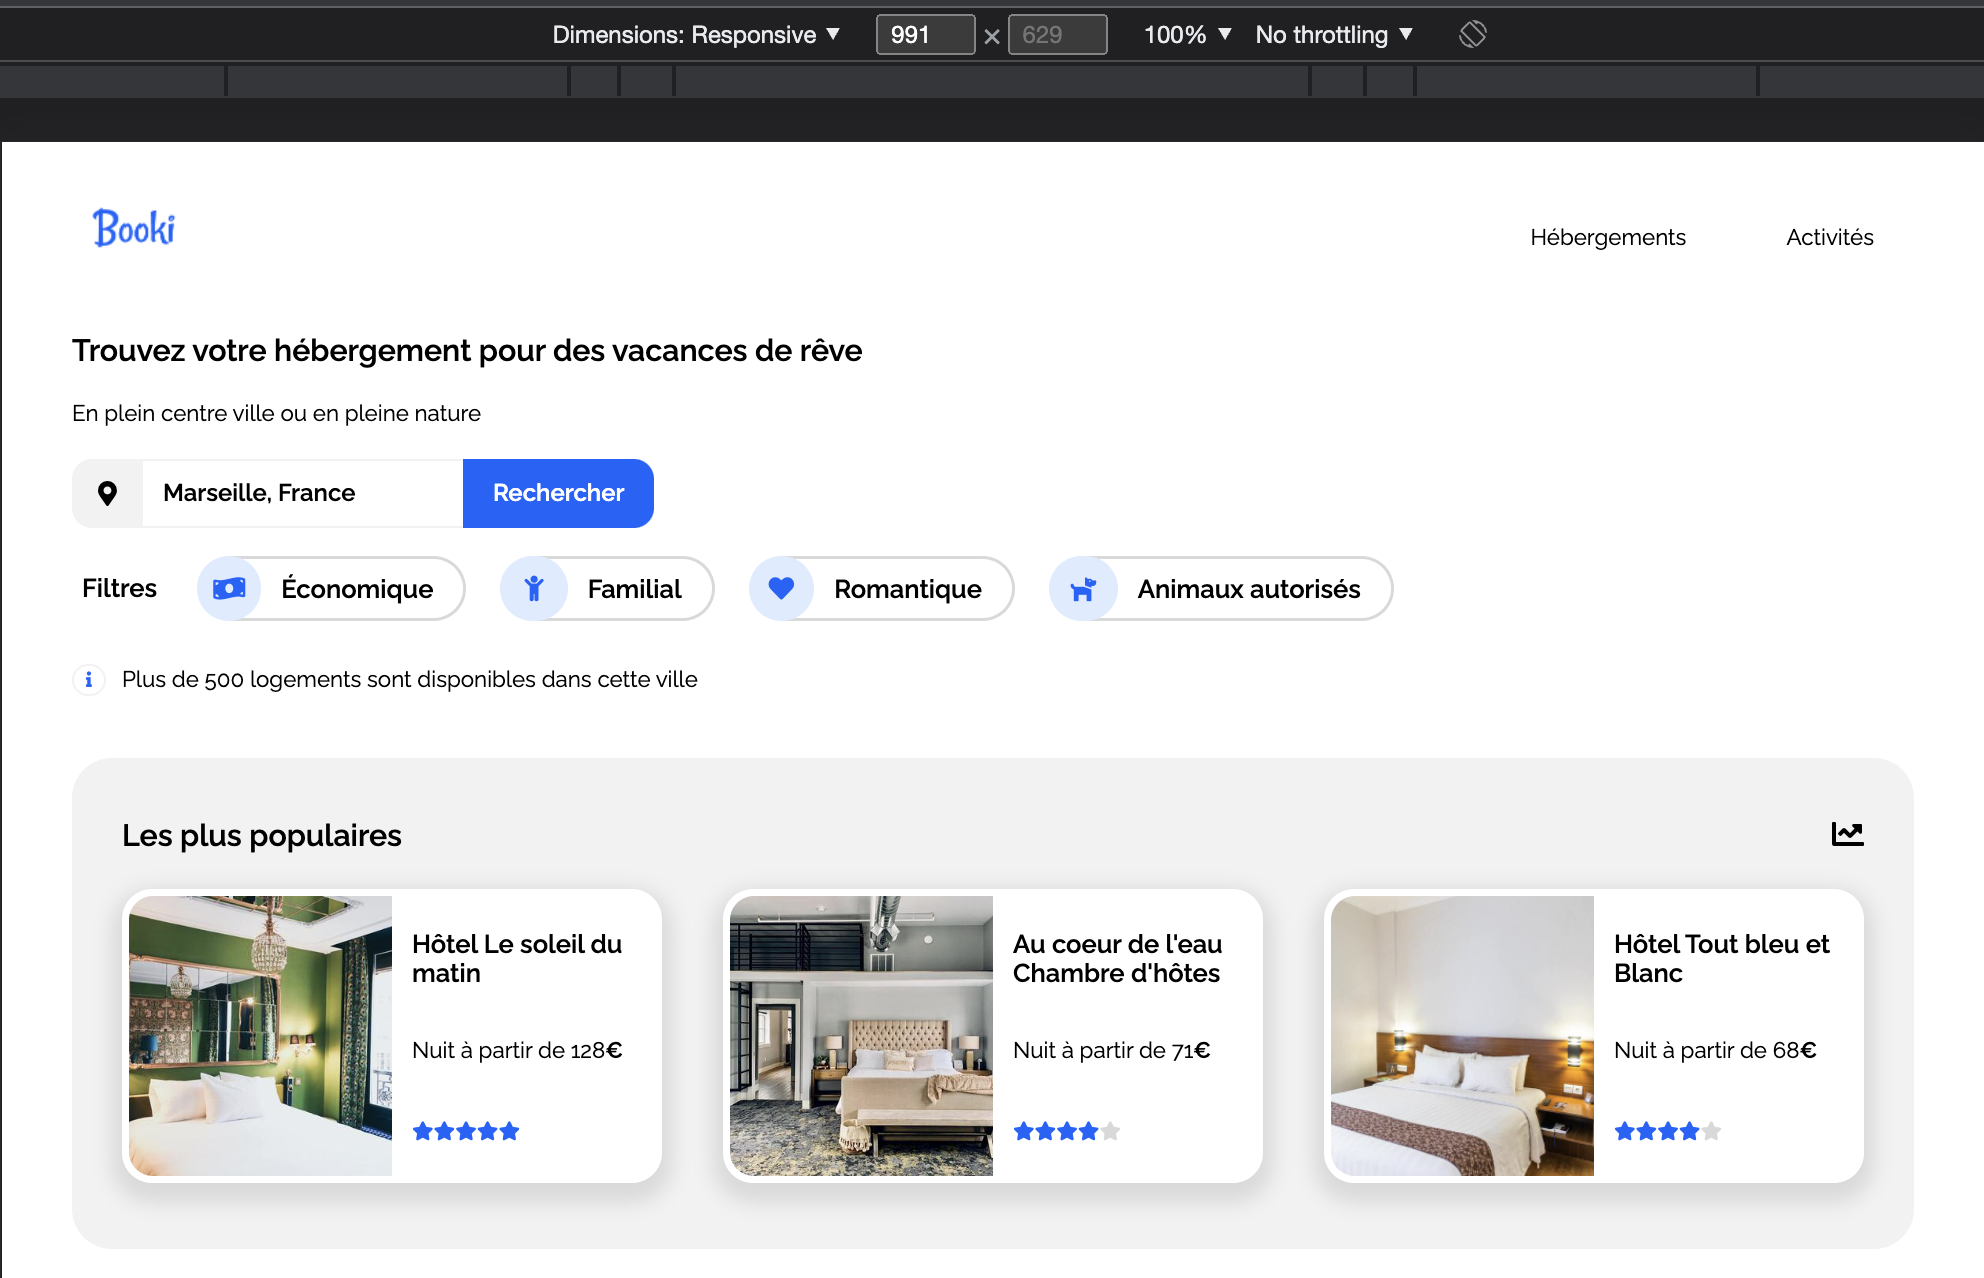 Dimensions: Responsive ▼ 991 × 629 100% ▼ No throttling ▼
Booki
Hébergements Activités
Trouvez votre hébergement pour des vacances de rêve
En plein centre ville ou en pleine nature
Marseille, France Rechercher
Filtres Économique Familial Romantique Animaux autorisés
Plus de 500 logements sont disponibles dans cette ville
Les plus populaires
Hôtel Le soleil du
matin
Nuit à partir de 128€
Au coeur de l'eau
Chambre d'hôtes
Nuit à partir de 71€
Hôtel Tout bleu et
Blanc
Nuit à partir de 68€